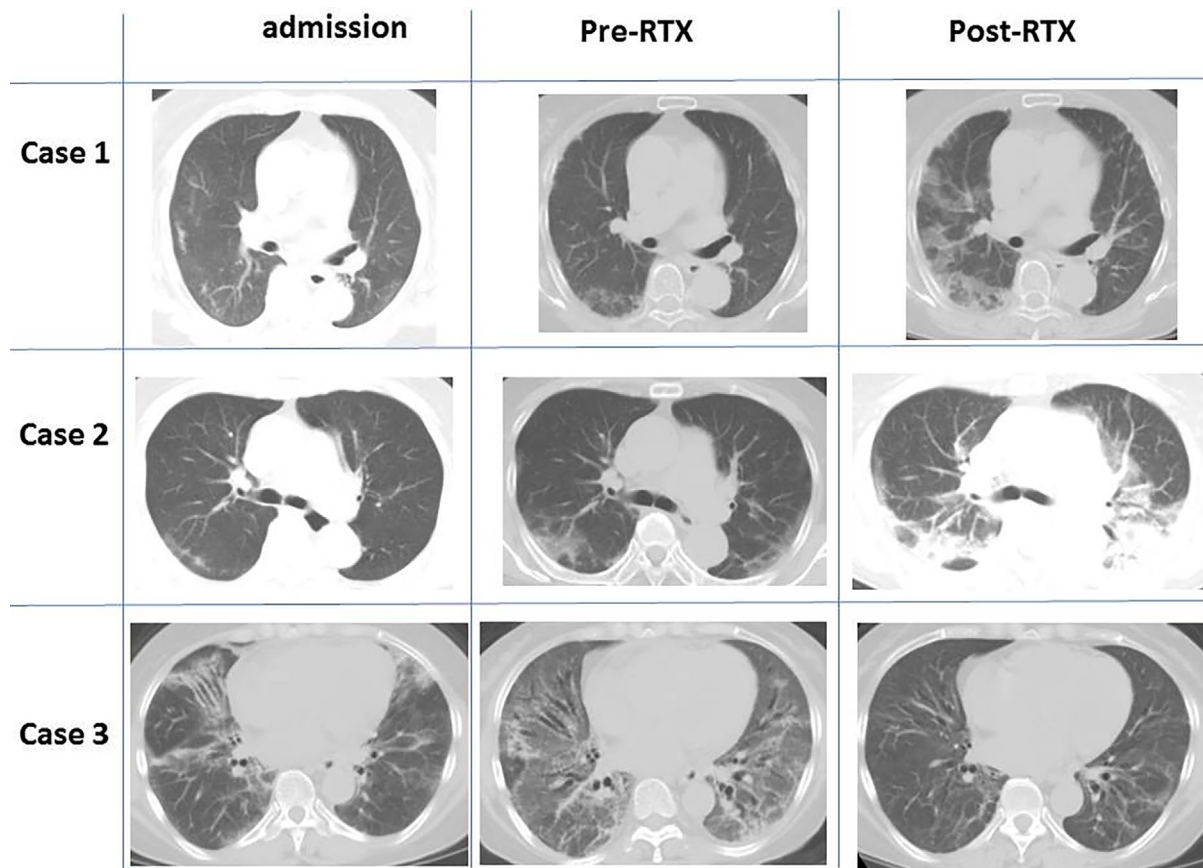 admission
Pre-RTX
Post-RTX
Case 1
Case 2
Case 3